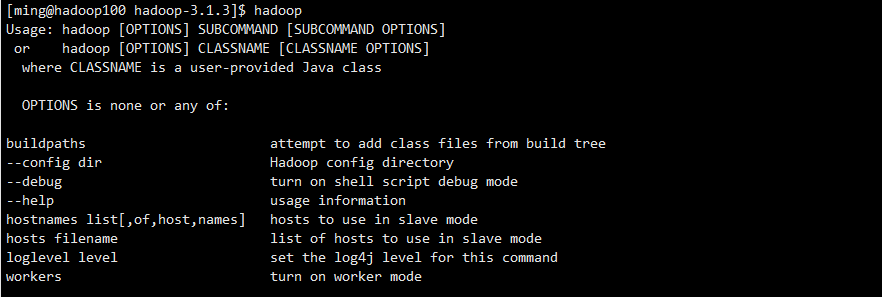 [ming@hadoop100 hadoop-3.1.3]$ hadoop
Usage: hadoop [OPTIONS] SUBCOMMAND [SUBCOMMAND OPTIONS]
 or    hadoop [OPTIONS] CLASSNAME [CLASSNAME OPTIONS]
  where CLASSNAME is a user-provided Java class

  OPTIONS is none or any of:

buildpaths                       attempt to add class files from build tree
--config dir                     Hadoop config directory
--debug                          turn on shell script debug mode
--help                           usage information
hostnames list[,of,host,names]   hosts to use in slave mode
hosts filename                   list of hosts to use in slave mode
loglevel level                   set the log4j level for this command
workers                          turn on worker mode